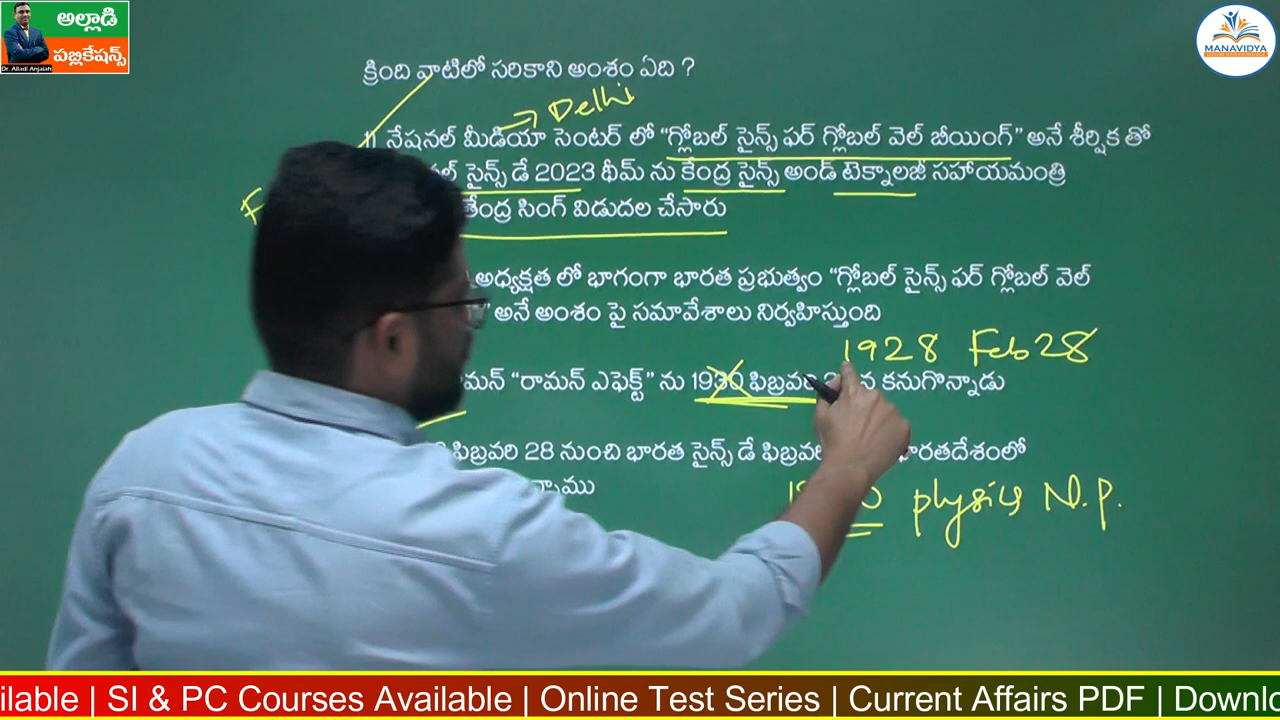 అల్లాడి
పబ్లికేషన్స్
Dr. Alladi Anjaiah
MANAVIDYA
క్రింది వాటిలో సరికాని అంశం ఏది ?
Delhi
1) నేషనల్ మీడియా సెంటర్ లో “గ్లోబల్ సైన్స్ ఫర్ గ్లోబల్ వెల్ బీయింగ్” అనే శీర్షిక తో
సైన్స్ డే 2023 థీమ్ ను కేంద్ర సైన్స్ అండ్ టెక్నాలజీ సహాయమంత్రి
సింగ్ విడుదల చేసారు
అధ్యక్షత లో భాగంగా భారత ప్రభుత్వం “గ్లోబల్ సైన్స్ ఫర్ గ్లోబల్ వెల్
అనే అంశం పై సమావేశాలు నిర్వహిస్తుంది
1928 Feb 28
“రామన్ ఎఫెక్ట్” ను 1930 ఫిబ్రవరి న కనుగొన్నాడు
ఫిబ్రవరి 28 నుంచి భారత సైన్స్ డే
physics N.P.
ilable | SI & PC Courses Available | Online Test Series | Current Affairs PDF | Downlo